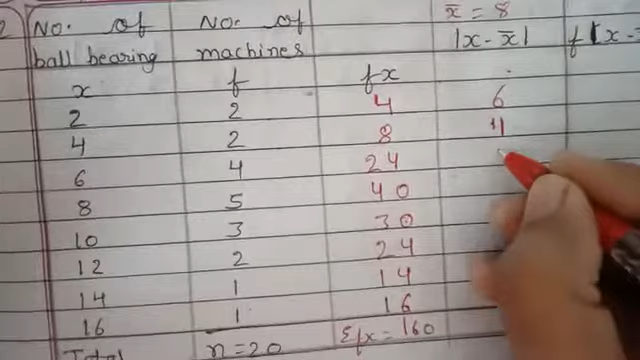 2 No. of No. of x̄ = 8
ball bearing machines |x - x̄| f|x -
x f fx
2 2 4 6
4 2 8 4
6 4 24
8 5 40
10 3 30
12 2 24
14 1 14
16 1 16
Total n = 20 Σfx = 160